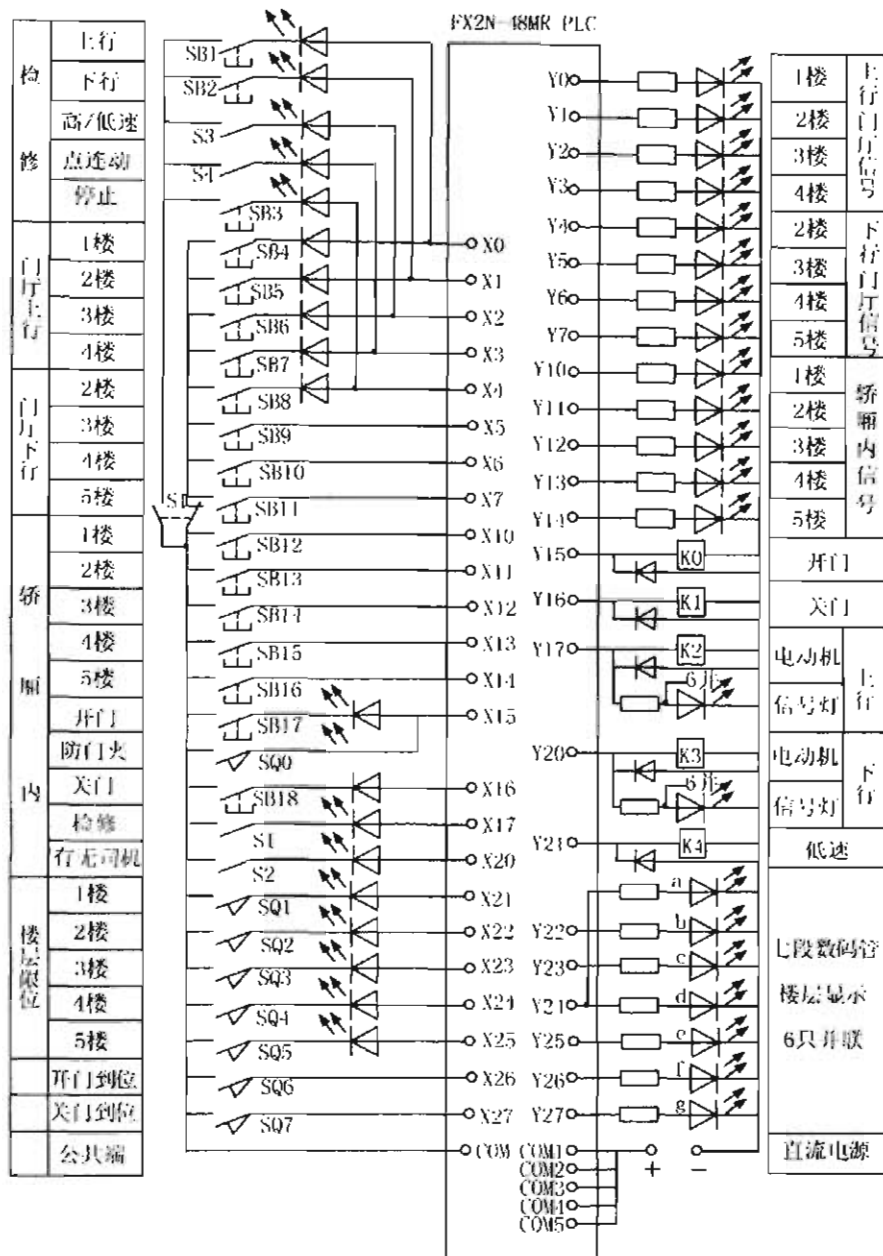 FX2N-48MR PLC
检修
上行
下行
高/低速
点连动
停止
门厅上行
1楼
2楼
3楼
4楼
门厅下行
2楼
3楼
4楼
5楼
轿厢内
1楼
2楼
3楼
4楼
5楼
开门
防门夹
关门
检修
有无司机
楼层限位
1楼
2楼
3楼
4楼
5楼
开门到位
关门到位
公共端
SB1
SB2
S3
S4
SB3
SB4
SB5
SB6
SB7
SB8
SB9
SB10
S1
SB11
SB12
SB13
SB14
SB15
SB16
SB17
SQ0
SB18
S1
S2
SQ1
SQ2
SQ3
SQ4
SQ5
SQ6
SQ7
X0
X1
X2
X3
X4
X5
X6
X7
X10
X11
X12
X13
X14
X15
X16
X17
X20
X21
X22
X23
X24
X25
X26
X27
COM
Y0
Y1
Y2
Y3
Y4
Y5
Y6
Y7
Y10
Y11
Y12
Y13
Y14
Y15
Y16
Y17
Y20
Y21
Y22
Y23
Y24
Y25
Y26
Y27
COM1
COM2
COM3
COM4
COM5
K0
K1
K2
6并
K3
6并
K4
a
b
c
d
e
f
g
+ −
1楼
2楼
3楼
4楼
上行门厅信号
2楼
3楼
4楼
5楼
下行门厅信号
1楼
2楼
3楼
4楼
5楼
轿厢内信号
开门
关门
电动机
信号灯
上行
电动机
信号灯
下行
低速
七段数码管
楼层显示
6只并联
直流电源